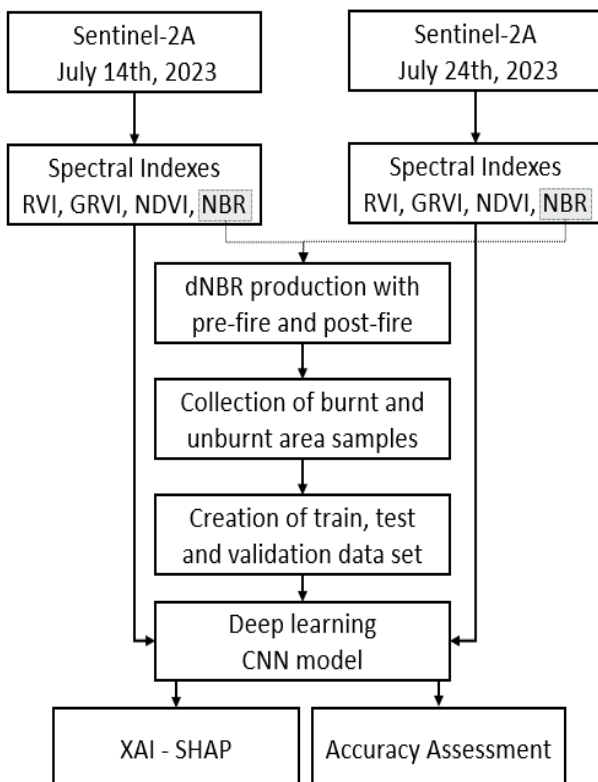 Sentinel-2A
July 14th, 2023
Sentinel-2A
July 24th, 2023
Spectral Indexes
RVI, GRVI, NDVI, NBR
Spectral Indexes
RVI, GRVI, NDVI, NBR
dNBR production with
pre-fire and post-fire
Collection of burnt and
unburnt area samples
Creation of train, test
and validation data set
Deep learning
CNN model
XAI - SHAP
Accuracy Assessment